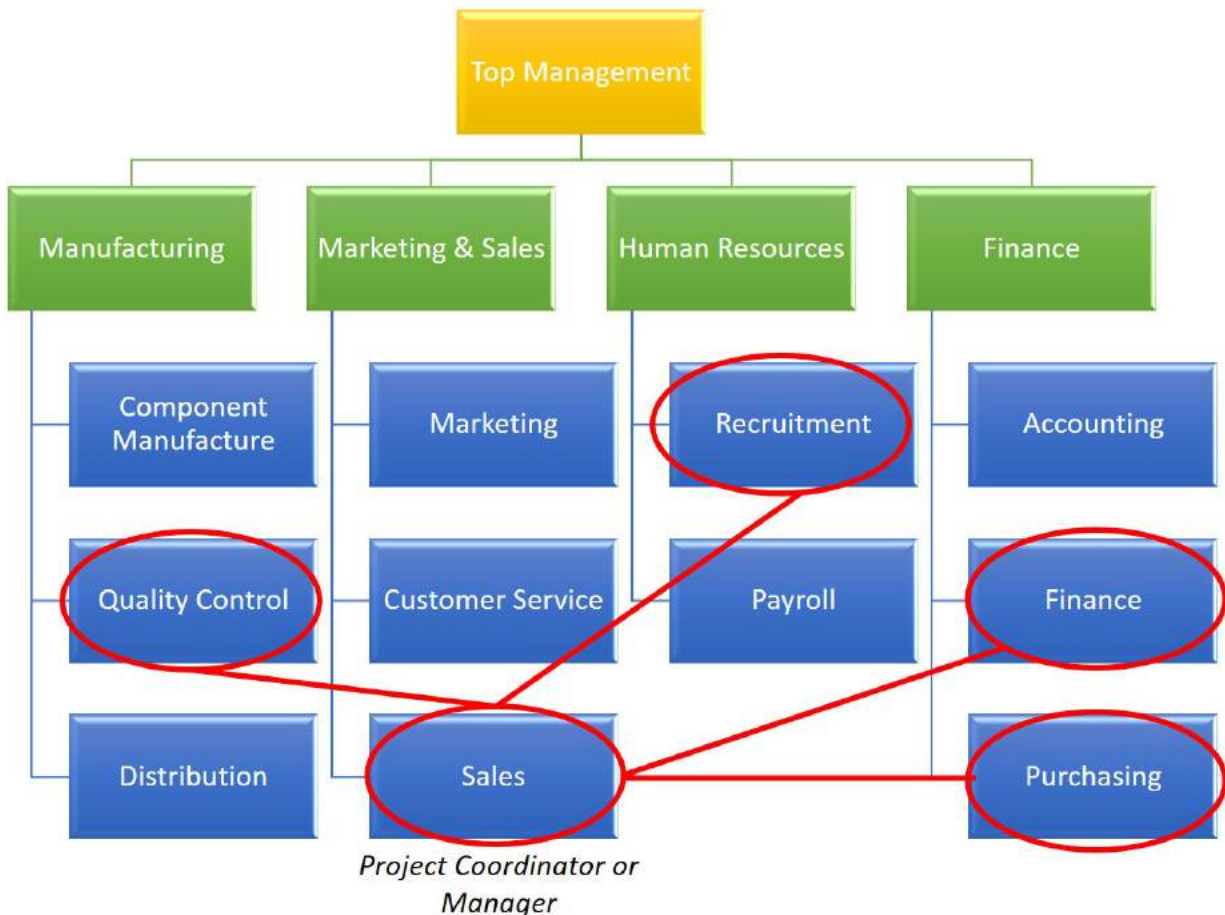 Top Management
Manufacturing
Marketing & Sales
Human Resources
Finance
Component
Manufacture
Marketing
Recruitment
Accounting
Quality Control
Customer Service
Payroll
Finance
Distribution
Sales
Purchasing
Project Coordinator or
Manager